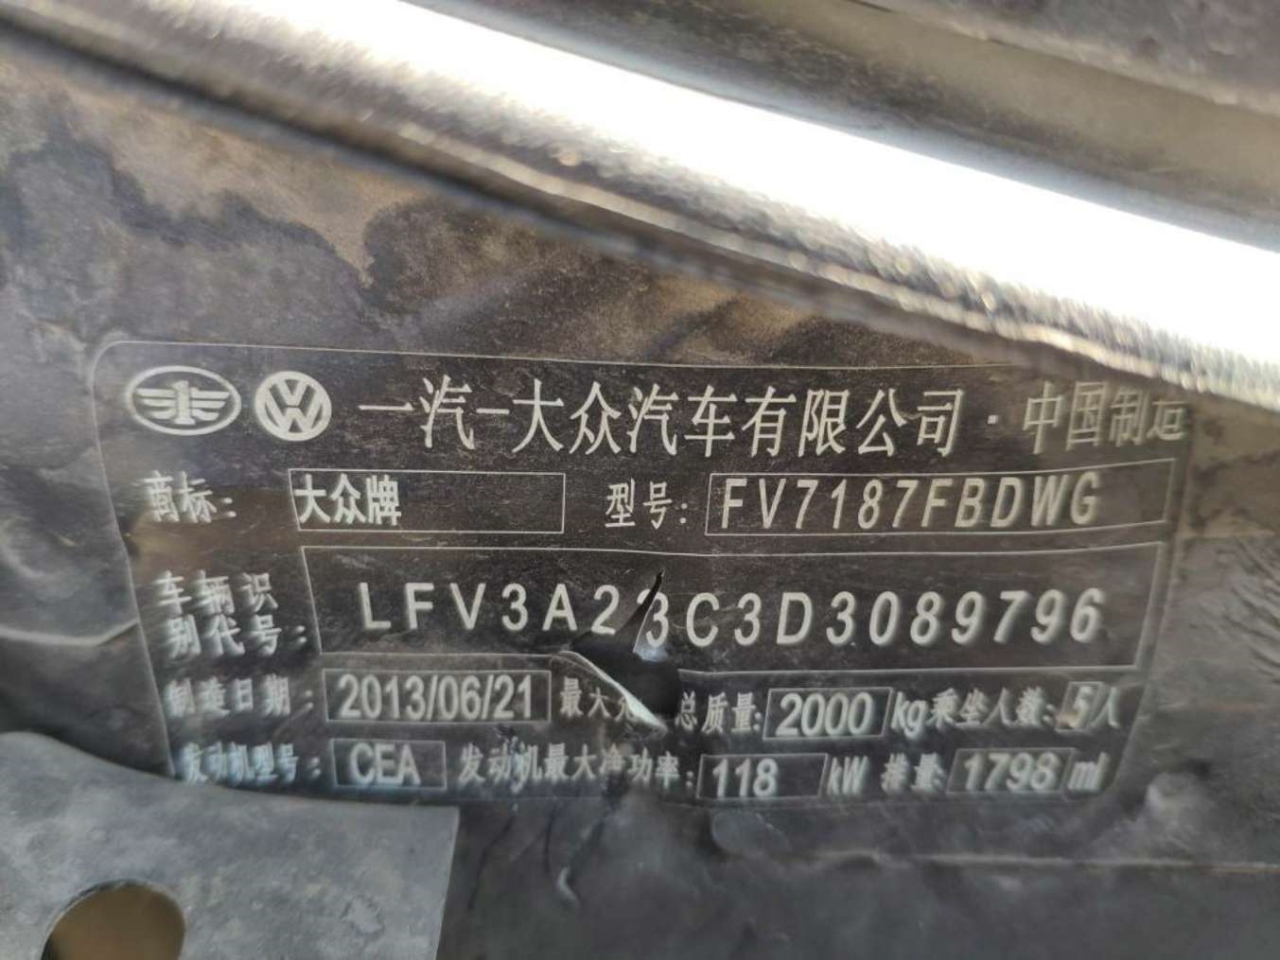 一汽-大众汽车有限公司·中国制造
商标: 大众牌 型号: FV7187FBDWG
车辆识别代号: LFV3A23C3D3089796
制造日期: 2013/06/21 最大 总质量: 2000 kg 乘坐人数: 5 人
发动机型号: CEA 发动机最大净功率: 118 kW 排量: 1798 ml